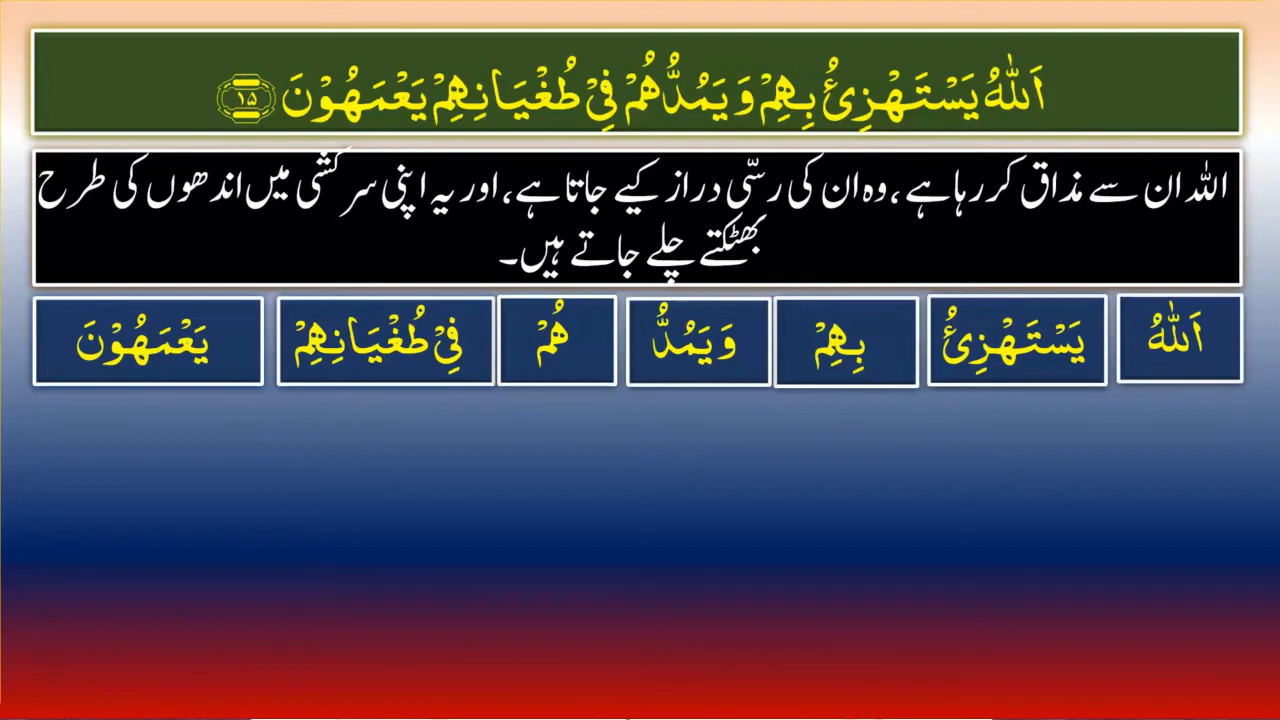 اَللّٰهُ یَسْتَهْزِئُ بِهِمْ وَ یَمُدُّهُمْ فِیْ طُغْیَانِهِمْ یَعْمَهُوْنَ ﴿۱۵﴾
اللہ ان سے مذاق کر رہا ہے ، وہ ان کی رسّی دراز کیے جاتا ہے ، اور یہ اپنی سرکشی میں اندھوں کی طرح
بھٹکتے چلے جاتے ہیں۔
اَللّٰهُ یَسْتَهْزِئُ بِهِمْ وَ یَمُدُّ هُمْ فِیْ طُغْیَانِهِمْ یَعْمَهُوْنَ